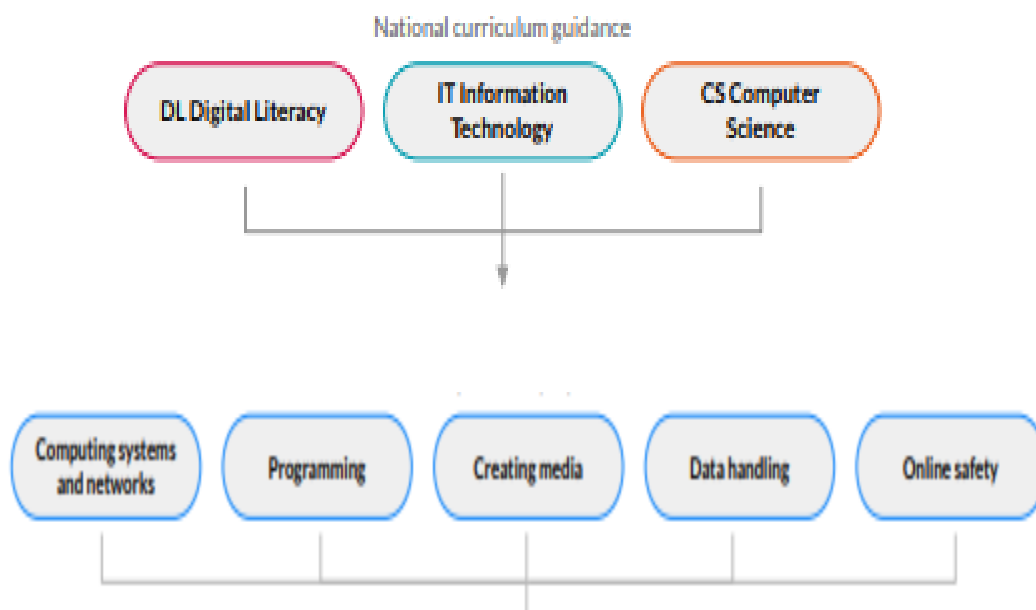 National curriculum guidance
DL Digital Literacy
IT Information
Technology
CS Computer
Science
Computing systems
and networks
Programming
Creating media
Data handling
Online safety